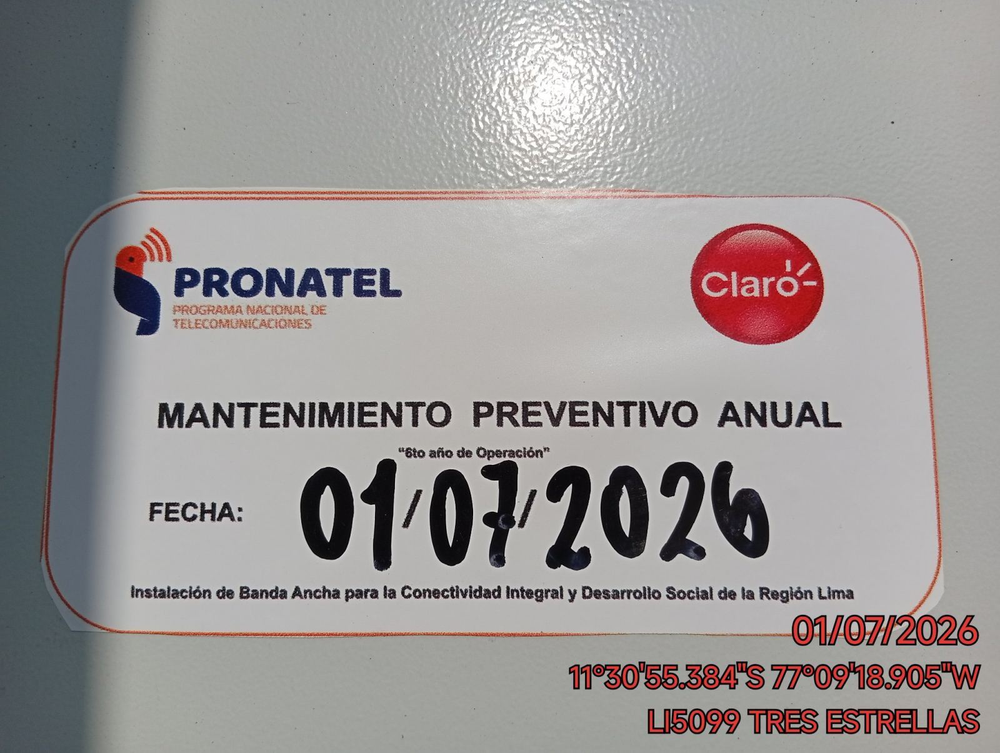 PRONATEL
PROGRAMA NACIONAL DE
TELECOMUNICACIONES
Claro
MANTENIMIENTO PREVENTIVO ANUAL
"6to año de Operación"
FECHA: 01/07/2026
Instalación de Banda Ancha para la Conectividad Integral y Desarrollo Social de la Región Lima
01/07/2026
11°30'55.384"S 77°09'18.905"W
LI5099 TRES ESTRELLAS